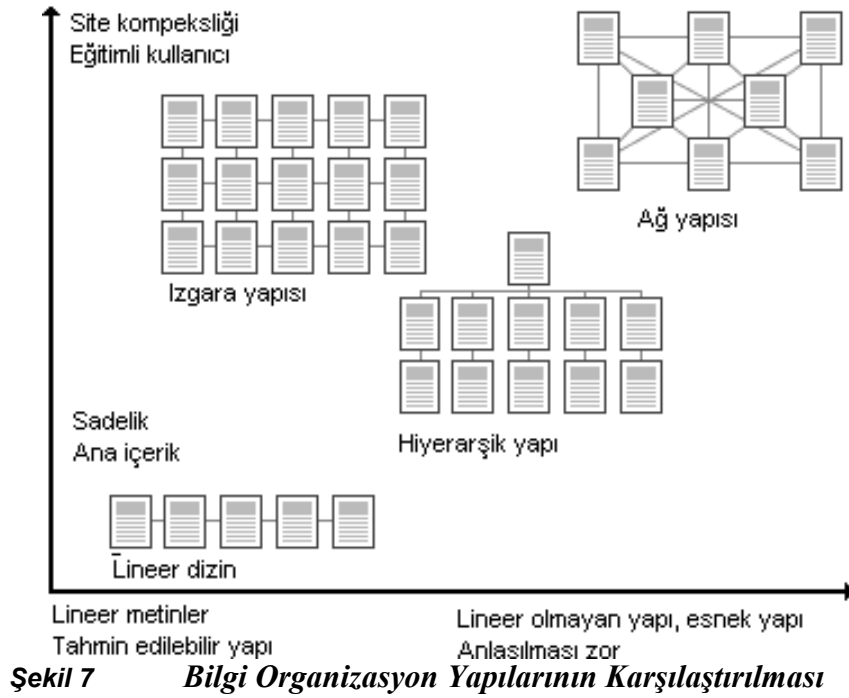 Site kompeksliği
Eğitimli kullanıcı
Ağ yapısı
Izgara yapısı
Sadelik
Ana içerik
Hiyerarşik yapı
Lineer dizin
Lineer metinler
Tahmin edilebilir yapı
Lineer olmayan yapı, esnek yapı
Anlaşılması zor
Şekil 7 Bilgi Organizasyon Yapılarının Karşılaştırılması